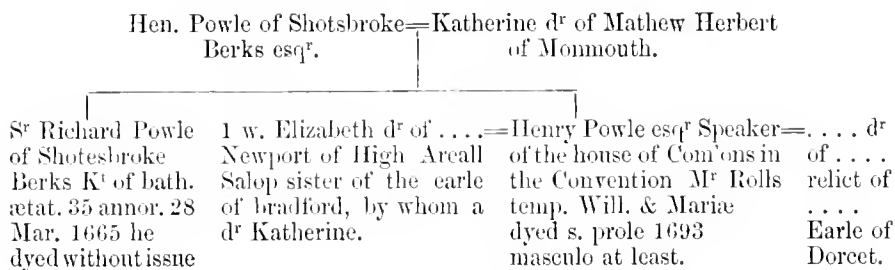 Hen. Powle of Shotsbroke=Katherine dʳ of Mathew Herbert
Berks esqʳ. of Monmouth.
Sʳ Richard Powle
of Shotesbroke
Berks Kᵗ of bath.
ætat. 35 annor. 28
Mar. 1665 he
dyed without issue
1 w. Elizabeth dʳ of ....=Henry Powle esqʳ Speaker=.... dʳ
Newport of High Areall
Salop sister of the earle
of bradford, by whom a
dʳ Katherine.
of the house of Com'ons in
the Convention Mʳ Rolls
temp. Will. & Mariæ
dyed s. prole 1693
masculo at least.
of ....
relict of
....
Earle of
Dorcet.